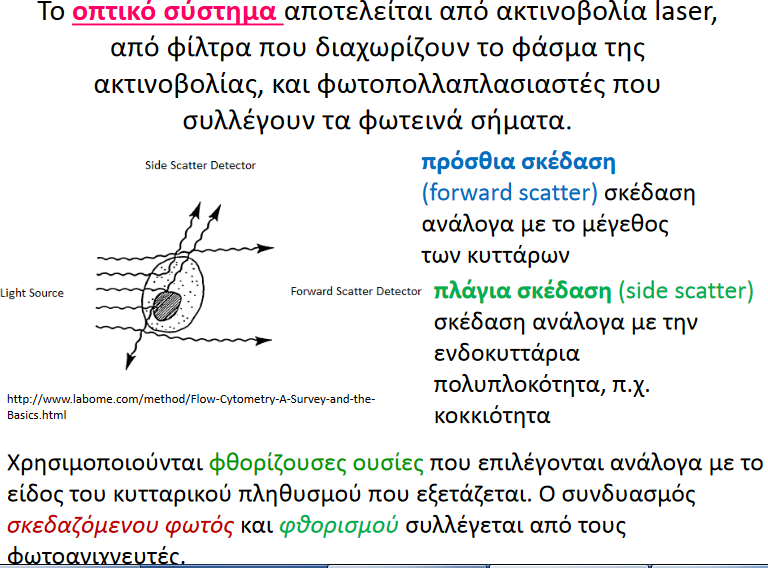 Το οπτικό σύστημα αποτελείται από ακτινοβολία laser,
από φίλτρα που διαχωρίζουν το φάσμα της
ακτινοβολίας, και φωτοπολλαπλασιαστές που
συλλέγουν τα φωτεινά σήματα.
Side Scatter Detector
Light Source
Forward Scatter Detector
http://www.labome.com/method/Flow-Cytometry-A-Survey-and-the-
Basics.html
πρόσθια σκέδαση
(forward scatter) σκέδαση
ανάλογα με το μέγεθος
των κυττάρων
πλάγια σκέδαση (side scatter)
σκέδαση ανάλογα με την
ενδοκυττάρια
πολυπλοκότητα, π.χ.
κοκκιότητα
Χρησιμοποιούνται φθορίζουσες ουσίες που επιλέγονται ανάλογα με το
είδος του κυτταρικού πληθυσμού που εξετάζεται. Ο συνδυασμός
σκεδαζόμενου φωτός και φθορισμού συλλέγεται από τους
φωτοανιχνευτές.